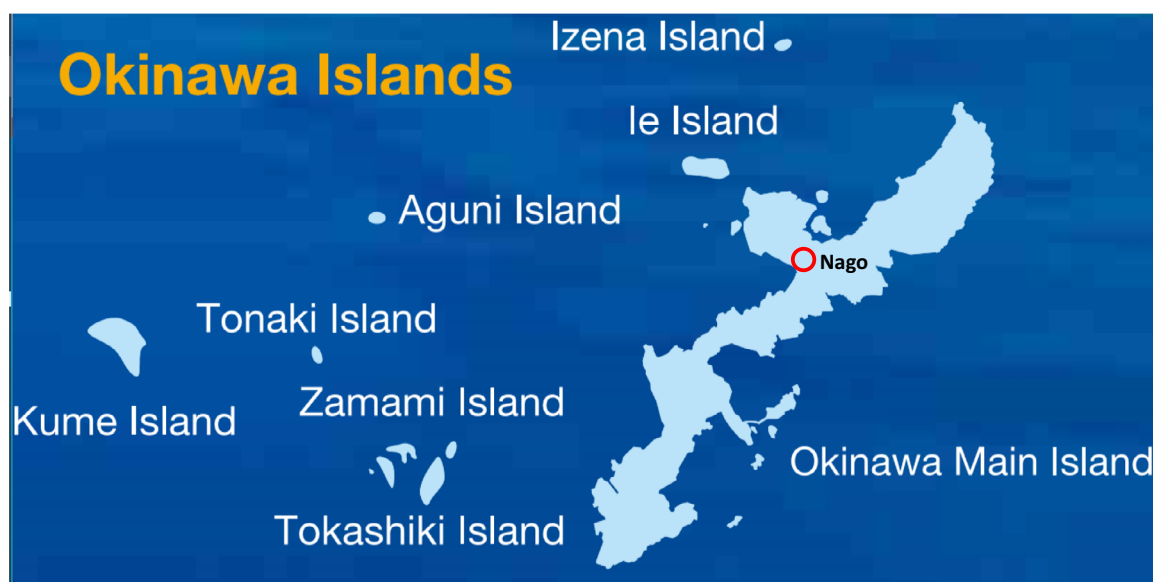 Okinawa Islands
Izena Island
Ie Island
Aguni Island
Nago
Tonaki Island
Zamami Island
Kume Island
Okinawa Main Island
Tokashiki Island